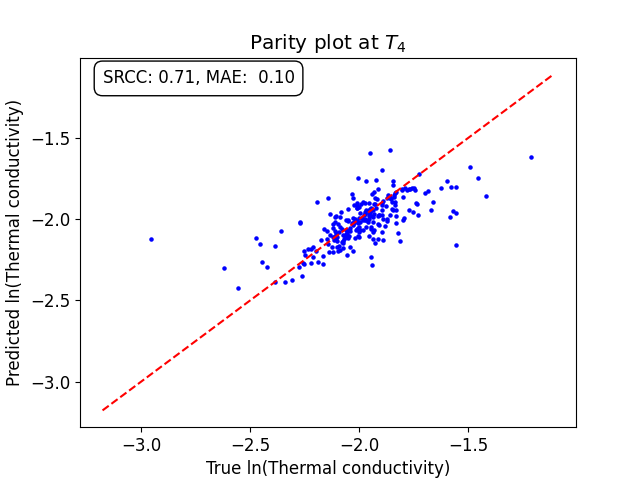 Parity plot at T₄
SRCC: 0.71, MAE:  0.10
Predicted ln(Thermal conductivity)
−1.5
−2.0
−2.5
−3.0
−3.0 −2.5 −2.0 −1.5
True ln(Thermal conductivity)